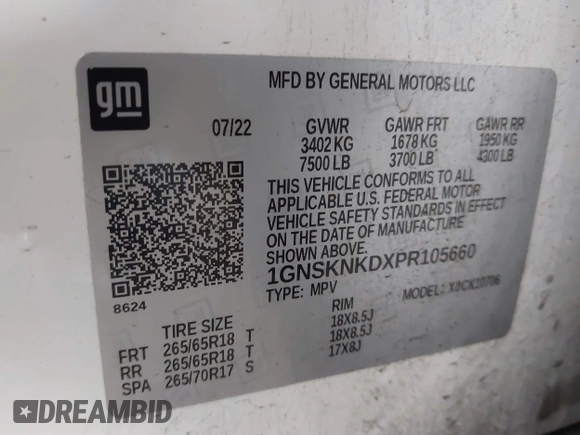 gm
MFD BY GENERAL MOTORS LLC
07/22 GVWR GAWR FRT GAWR RR
3402 KG 1678 KG 1950 KG
7500 LB 3700 LB 4300 LB
THIS VEHICLE CONFORMS TO ALL
APPLICABLE U.S. FEDERAL MOTOR
VEHICLE SAFETY STANDARDS IN EFFECT
ON THE DATE OF MANUFACTURE
SHOWN ABOVE.
1GNSKNKDXPR105660
TYPE: MPV MODEL: X0CK10706
8624
TIRE SIZE RIM
FRT 265/65R18 T 18X8.5J
RR 265/65R18 T 18X8.5J
SPA 265/70R17 S 17X8J
DREAMBID